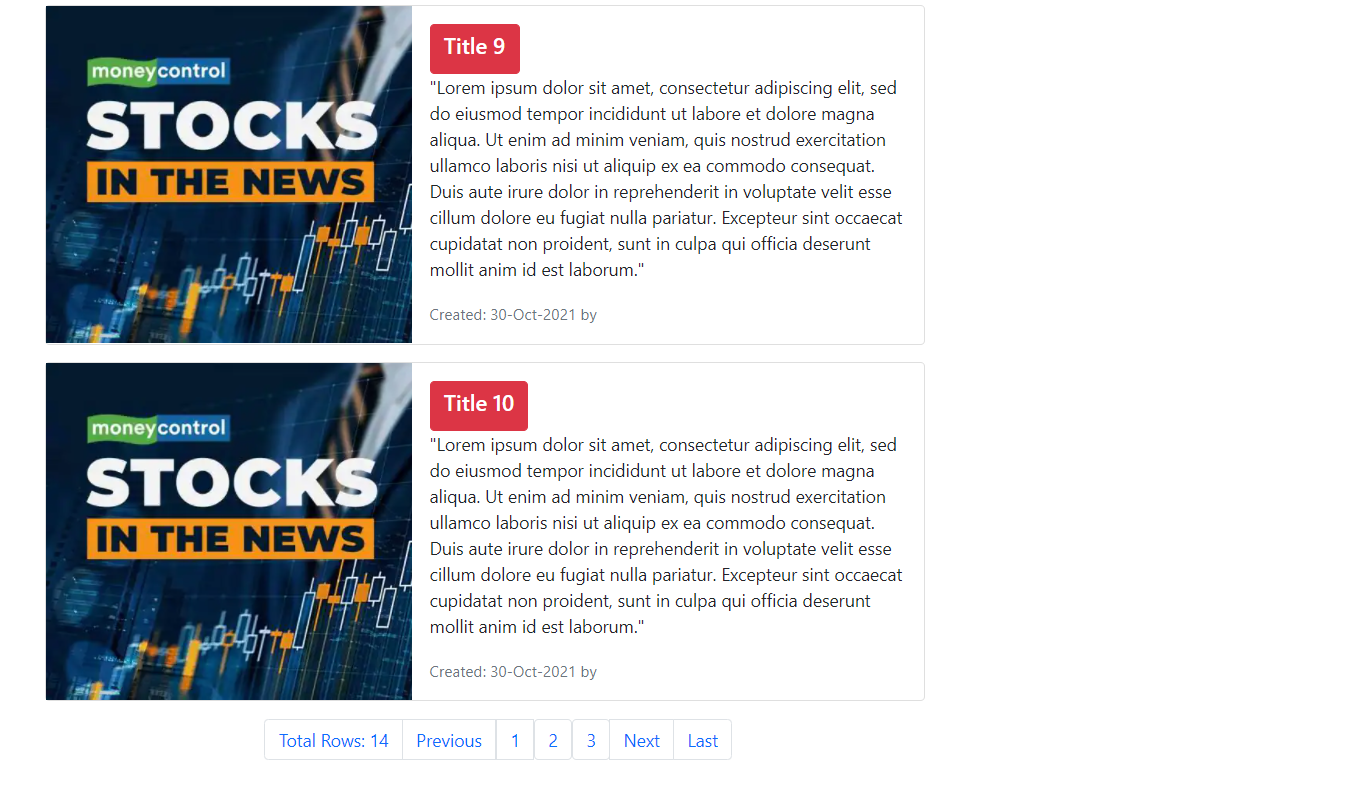 moneycontrol
STOCKS
IN THE NEWS
Title 9
"Lorem ipsum dolor sit amet, consectetur adipiscing elit, sed
do eiusmod tempor incididunt ut labore et dolore magna
aliqua. Ut enim ad minim veniam, quis nostrud exercitation
ullamco laboris nisi ut aliquip ex ea commodo consequat.
Duis aute irure dolor in reprehenderit in voluptate velit esse
cillum dolore eu fugiat nulla pariatur. Excepteur sint occaecat
cupidatat non proident, sunt in culpa qui officia deserunt
mollit anim id est laborum."
Created: 30-Oct-2021 by
moneycontrol
STOCKS
IN THE NEWS
Title 10
"Lorem ipsum dolor sit amet, consectetur adipiscing elit, sed
do eiusmod tempor incididunt ut labore et dolore magna
aliqua. Ut enim ad minim veniam, quis nostrud exercitation
ullamco laboris nisi ut aliquip ex ea commodo consequat.
Duis aute irure dolor in reprehenderit in voluptate velit esse
cillum dolore eu fugiat nulla pariatur. Excepteur sint occaecat
cupidatat non proident, sunt in culpa qui officia deserunt
mollit anim id est laborum."
Created: 30-Oct-2021 by
Total Rows: 14 Previous 1 2 3 Next Last